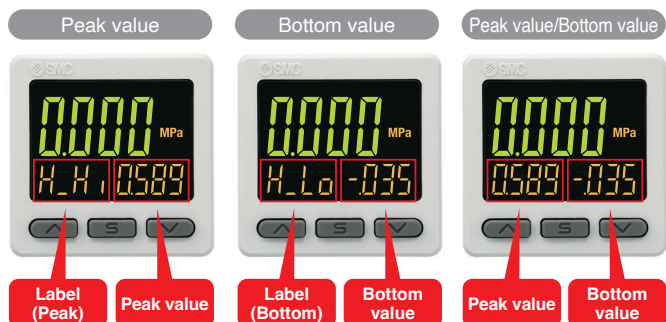 Peak value
Bottom value
Peak value/Bottom value
SMC
SMC
SMC
0.000 MPa
0.000 MPa
0.000 MPa
H_Hi 0.589
H_Lo -.035
0.589 -.035
S
S
S
Label
(Peak)
Peak value
Label
(Bottom)
Bottom
value
Peak value
Bottom
value